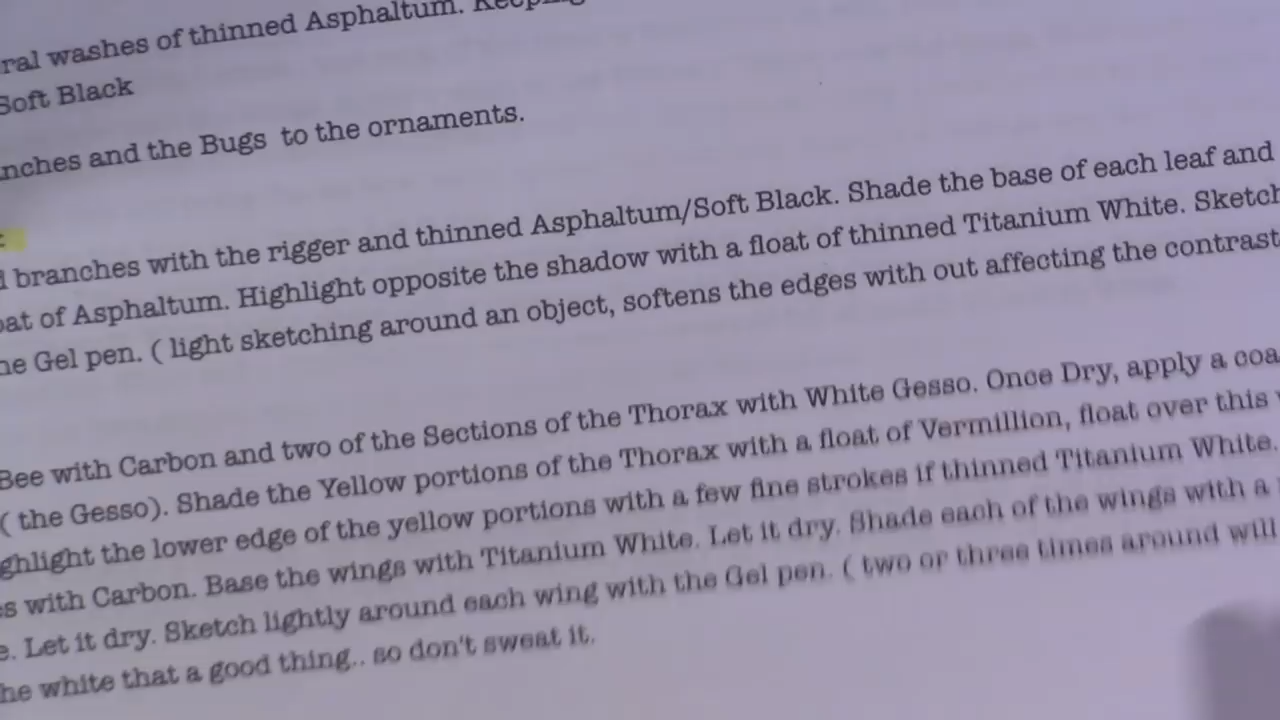 ral washes of thinned Asphaltum.
Soft Black
nches and the Bugs to the ornaments.
branches with the rigger and thinned Asphaltum/Soft Black. Shade the base of each leaf and
oat of Asphaltum. Highlight opposite the shadow with a float of thinned Titanium White. Sketch
he Gel pen. ( light sketching around an object, softens the edges with out affecting the contrast
Bee with Carbon and two of the Sections of the Thorax with White Gesso. Once Dry, apply a coa
( the Gesso). Shade the Yellow portions of the Thorax with a float of Vermillion, float over this
ghlight the lower edge of the yellow portions with a few fine strokes if thinned Titanium White.
s with Carbon. Base the wings with Titanium White. Let it dry. Shade each of the wings with a
e. Let it dry. Sketch lightly around each wing with the Gel pen. ( two or three times around will
he white that a good thing.. so don't sweat it.